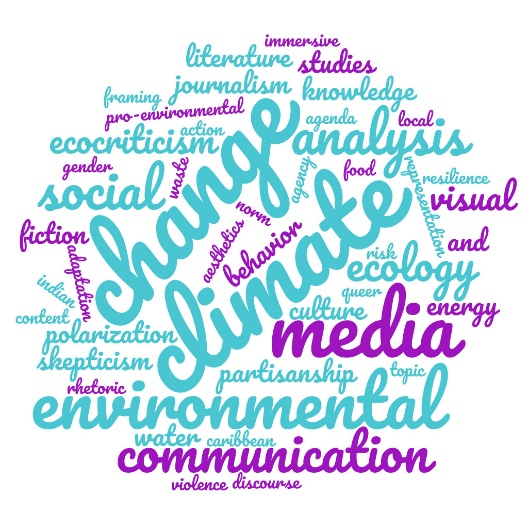 immersive
literature
studies
journalism
knowledge
framing
pro-environmental
action
agenda
local
ecocriticism
change
analysis
gender
waste
agency
food
representation
resilience
social
visual
norm
fiction
aesthetics
behavior
climate
and
adaptation
risk
ecology
indian
queer
content
culture
energy
polarization
media
skepticism
partisanship
topic
rhetoric
environmental
water
caribbean
communication
violence
discourse